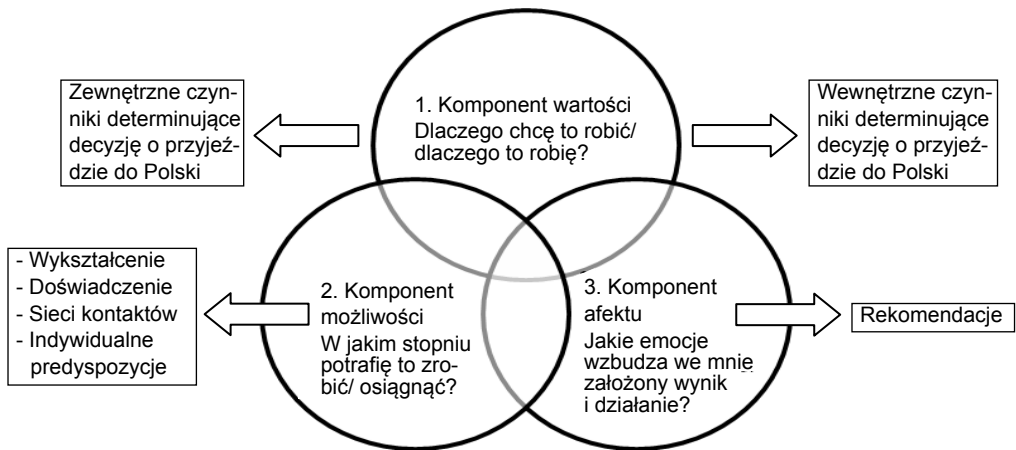 Zewnętrzne czyn-
niki determinujące
decyzję o przyjeź-
dzie do Polski
1. Komponent wartości
Dlaczego chcę to robić/
dlaczego to robię?
Wewnętrzne czyn-
niki determinujące
decyzję o przyjeź-
dzie do Polski
- Wykształcenie
- Doświadczenie
- Sieci kontaktów
- Indywidualne
predyspozycje
2. Komponent
możliwości
W jakim stopniu
potrafię to zro-
bić/ osiągnąć?
3. Komponent
afektu
Jakie emocje
wzbudza we mnie
założony wynik
i działanie?
Rekomendacje